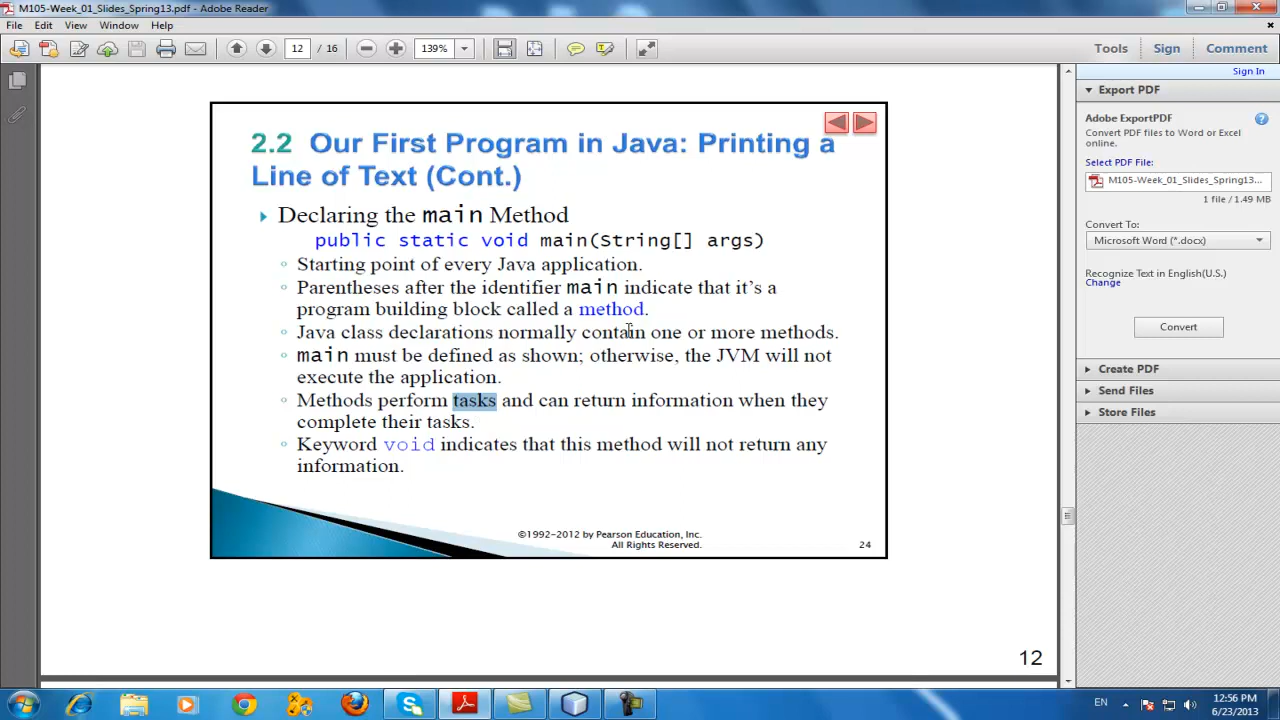 M105-Week_01_Slides_Spring13.pdf - Adobe Reader
File Edit View Window Help
12 / 16 139% Tools Sign Comment
Sign In
Export PDF
Adobe ExportPDF
Convert PDF files to Word or Excel
online.
Select PDF File:
M105-Week_01_Slides_Spring13...
1 file / 1.49 MB
Convert To:
Microsoft Word (*.docx)
Recognize Text in English(U.S.)
Change
Convert
Create PDF
Send Files
Store Files
2.2 Our First Program in Java: Printing a
Line of Text (Cont.)
Declaring the main Method
public static void main(String[] args)
Starting point of every Java application.
Parentheses after the identifier main indicate that it’s a
program building block called a method.
Java class declarations normally contain one or more methods.
main must be defined as shown; otherwise, the JVM will not
execute the application.
Methods perform tasks and can return information when they
complete their tasks.
Keyword void indicates that this method will not return any
information.
©1992-2012 by Pearson Education, Inc.
All Rights Reserved.
24
12
EN
12:56 PM
6/23/2013